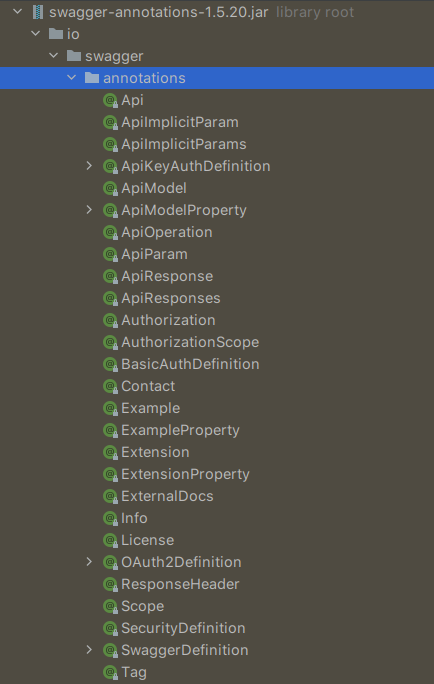 swagger-annotations-1.5.20.jar library root
io
swagger
annotations
Api
ApiImplicitParam
ApiImplicitParams
ApiKeyAuthDefinition
ApiModel
ApiModelProperty
ApiOperation
ApiParam
ApiResponse
ApiResponses
Authorization
AuthorizationScope
BasicAuthDefinition
Contact
Example
ExampleProperty
Extension
ExtensionProperty
ExternalDocs
Info
License
OAuth2Definition
ResponseHeader
Scope
SecurityDefinition
SwaggerDefinition
Tag